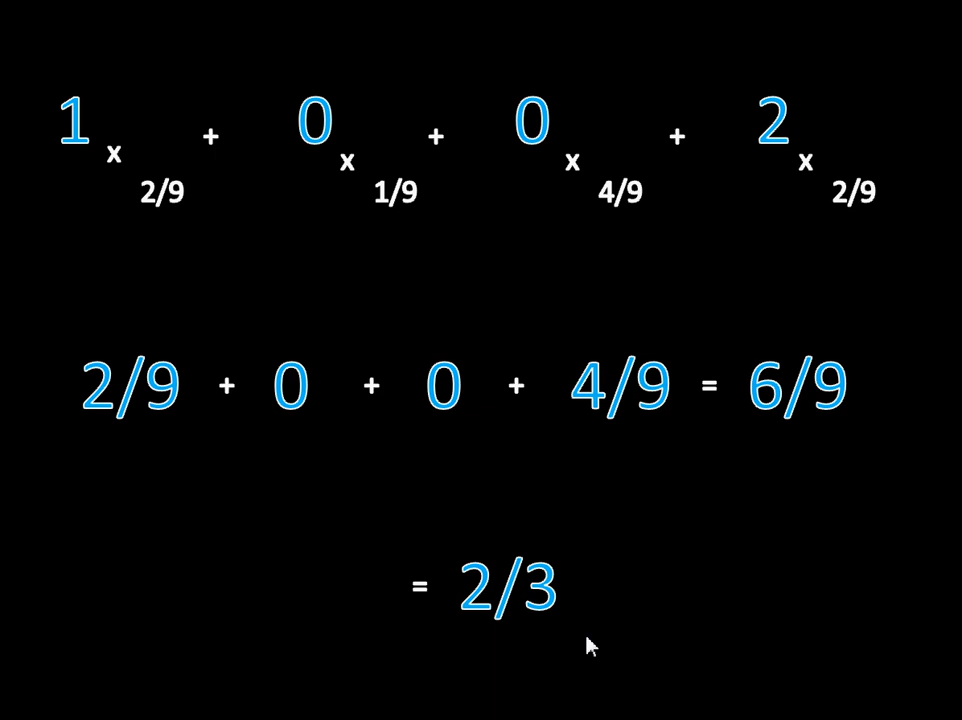 1 x 2/9 + 0 x 1/9 + 0 x 4/9 + 2 x 2/9
2/9 + 0 + 0 + 4/9 = 6/9
= 2/3